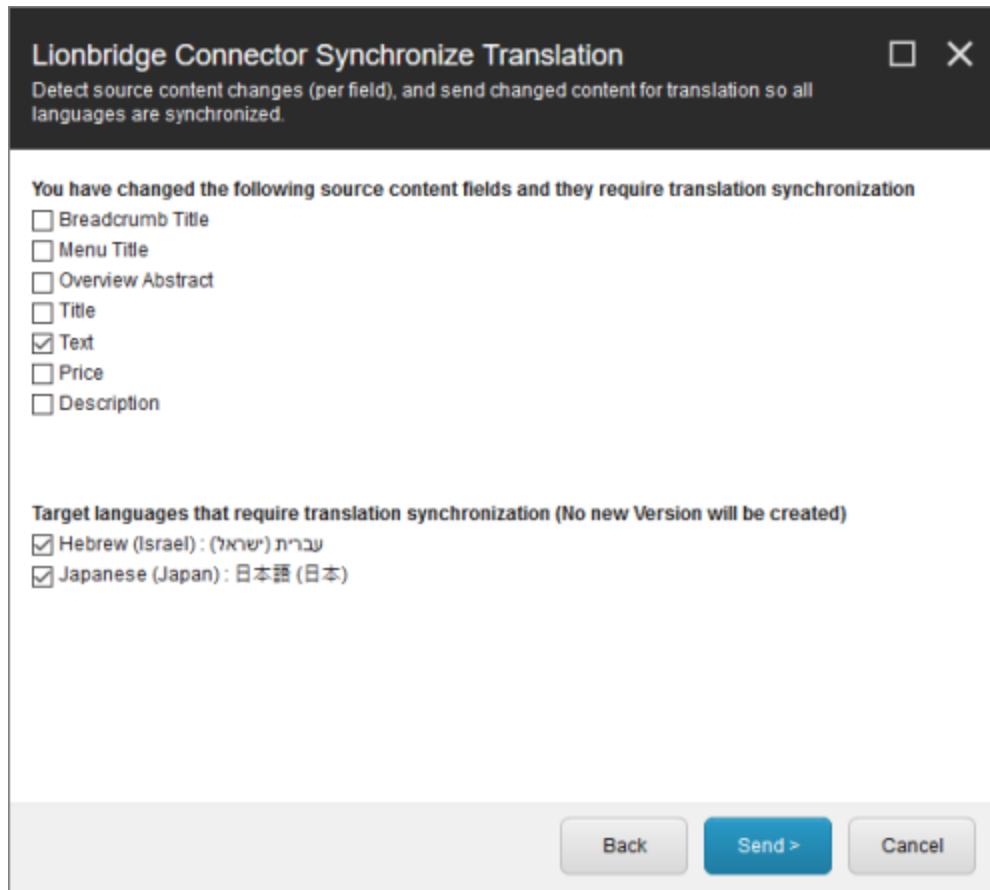 Lionbridge Connector Synchronize Translation
Detect source content changes (per field), and send changed content for translation so all
languages are synchronized.
You have changed the following source content fields and they require translation synchronization
Breadcrumb Title
Menu Title
Overview Abstract
Title
Text
Price
Description
Target languages that require translation synchronization (No new Version will be created)
Hebrew (Israel) : עברית (ישראל)
Japanese (Japan) : 日本語 (日本)
Back
Send >
Cancel